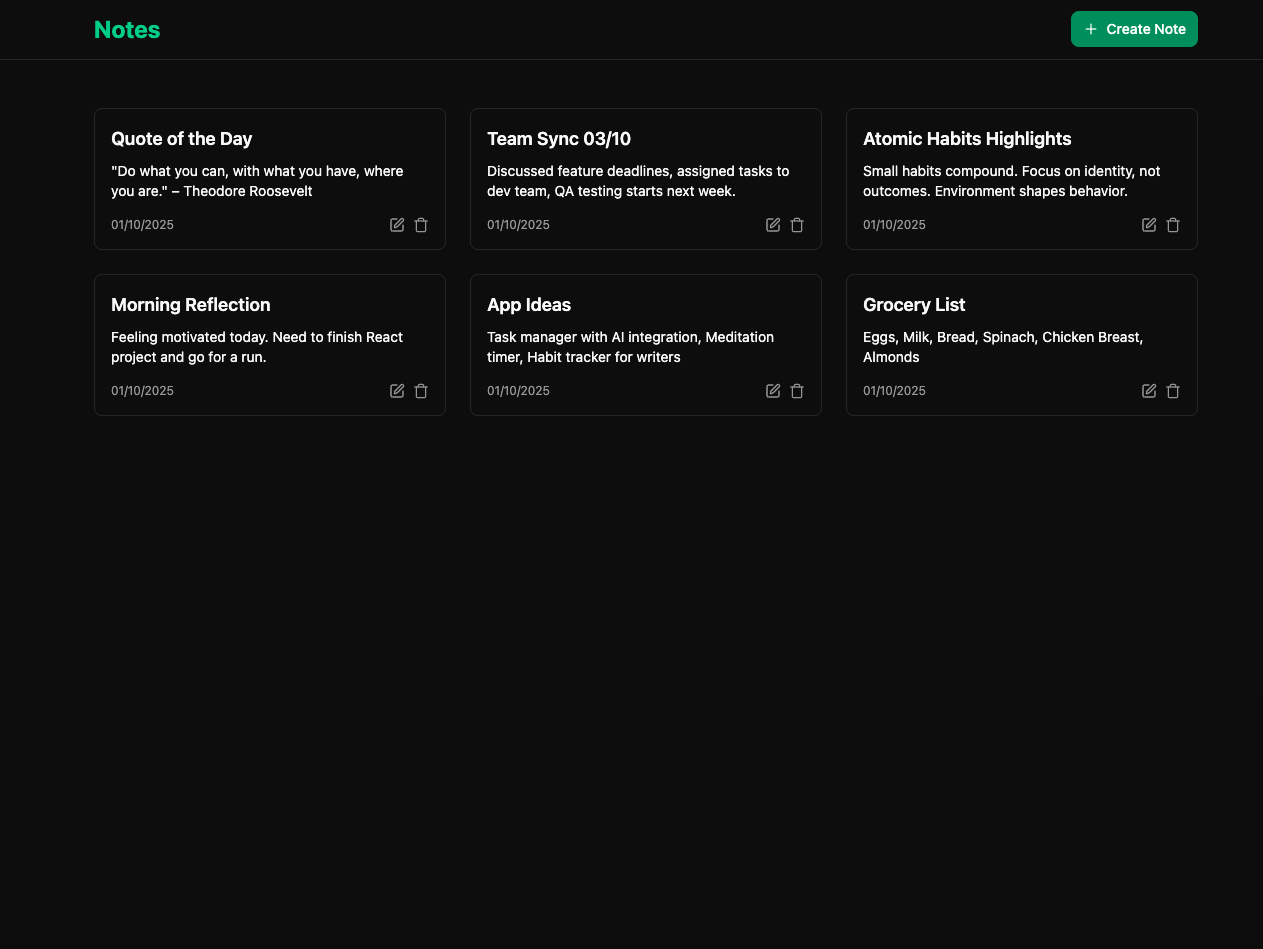 Notes
Create Note
Quote of the Day
"Do what you can, with what you have, where
you are." – Theodore Roosevelt
01/10/2025
Team Sync 03/10
Discussed feature deadlines, assigned tasks to
dev team, QA testing starts next week.
01/10/2025
Atomic Habits Highlights
Small habits compound. Focus on identity, not
outcomes. Environment shapes behavior.
01/10/2025
Morning Reflection
Feeling motivated today. Need to finish React
project and go for a run.
01/10/2025
App Ideas
Task manager with AI integration, Meditation
timer, Habit tracker for writers
01/10/2025
Grocery List
Eggs, Milk, Bread, Spinach, Chicken Breast,
Almonds
01/10/2025